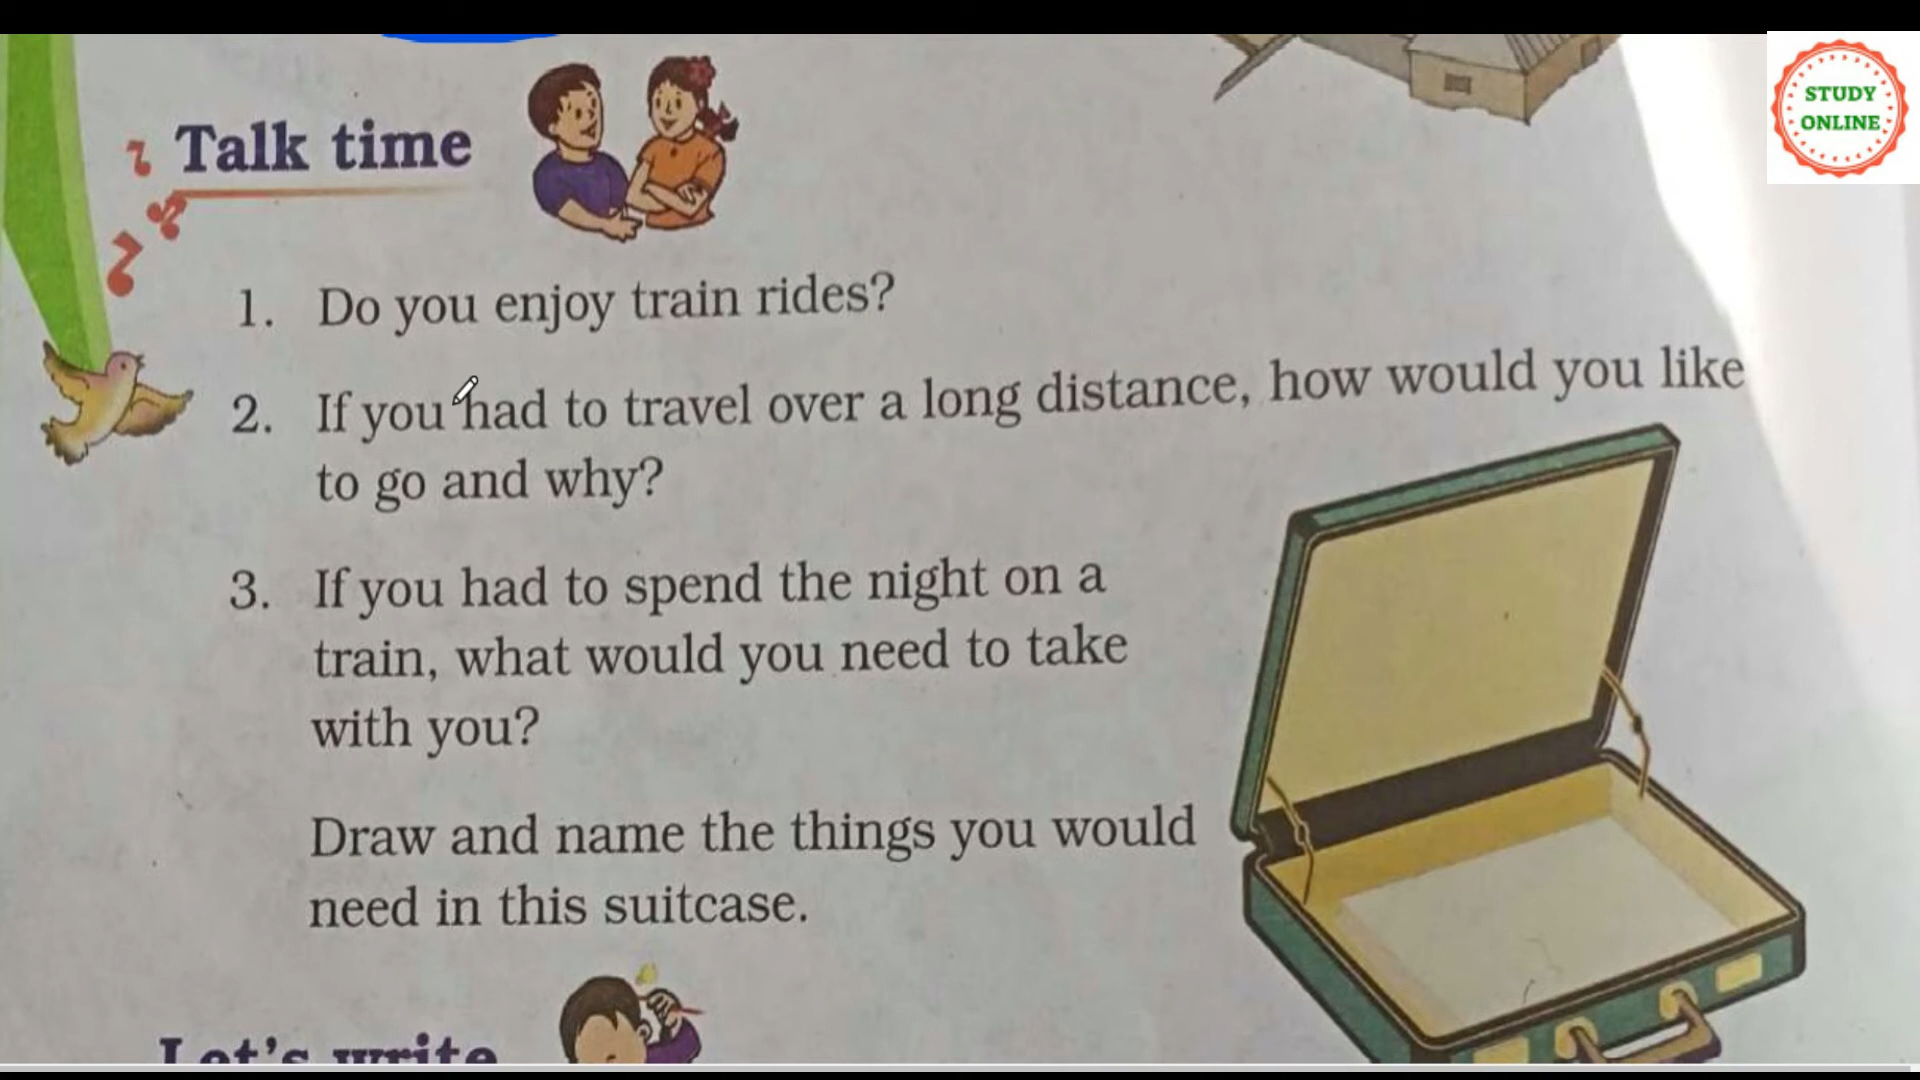 STUDY
ONLINE
Talk time
1. Do you enjoy train rides?
2. If you had to travel over a long distance, how would you like
to go and why?
3. If you had to spend the night on a
train, what would you need to take
with you?
Draw and name the things you would
need in this suitcase.
Let's write